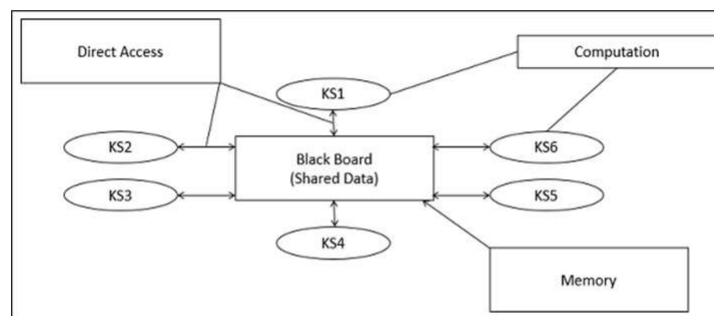 Direct Access
Computation
KS1
KS2
KS6
Black Board
(Shared Data)
KS3
KS5
KS4
Memory